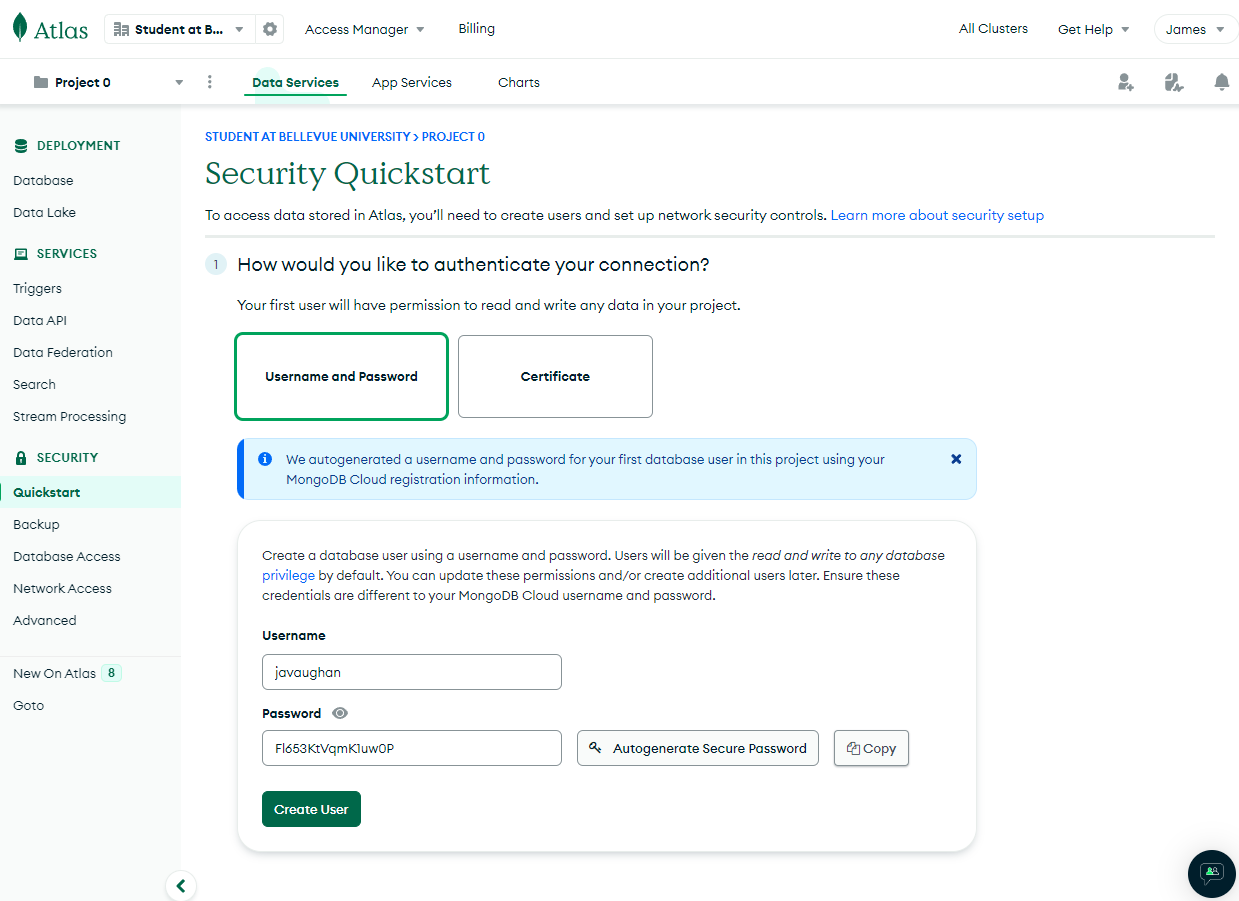 Atlas
Student at B...
Access Manager
Billing
All Clusters
Get Help
James
Project 0
Data Services
App Services
Charts
DEPLOYMENT
Database
Data Lake
SERVICES
Triggers
Data API
Data Federation
Search
Stream Processing
SECURITY
Quickstart
Backup
Database Access
Network Access
Advanced
New On Atlas 8
Goto
STUDENT AT BELLEVUE UNIVERSITY > PROJECT 0
Security Quickstart
To access data stored in Atlas, you’ll need to create users and set up network security controls. Learn more about security setup
1 How would you like to authenticate your connection?
Your first user will have permission to read and write any data in your project.
Username and Password
Certificate
We autogenerated a username and password for your first database user in this project using your
MongoDB Cloud registration information.
Create a database user using a username and password. Users will be given the read and write to any database
privilege by default. You can update these permissions and/or create additional users later. Ensure these
credentials are different to your MongoDB Cloud username and password.
Username
javaughan
Password
Fl653KtVqmK1uw0P
Autogenerate Secure Password
Copy
Create User